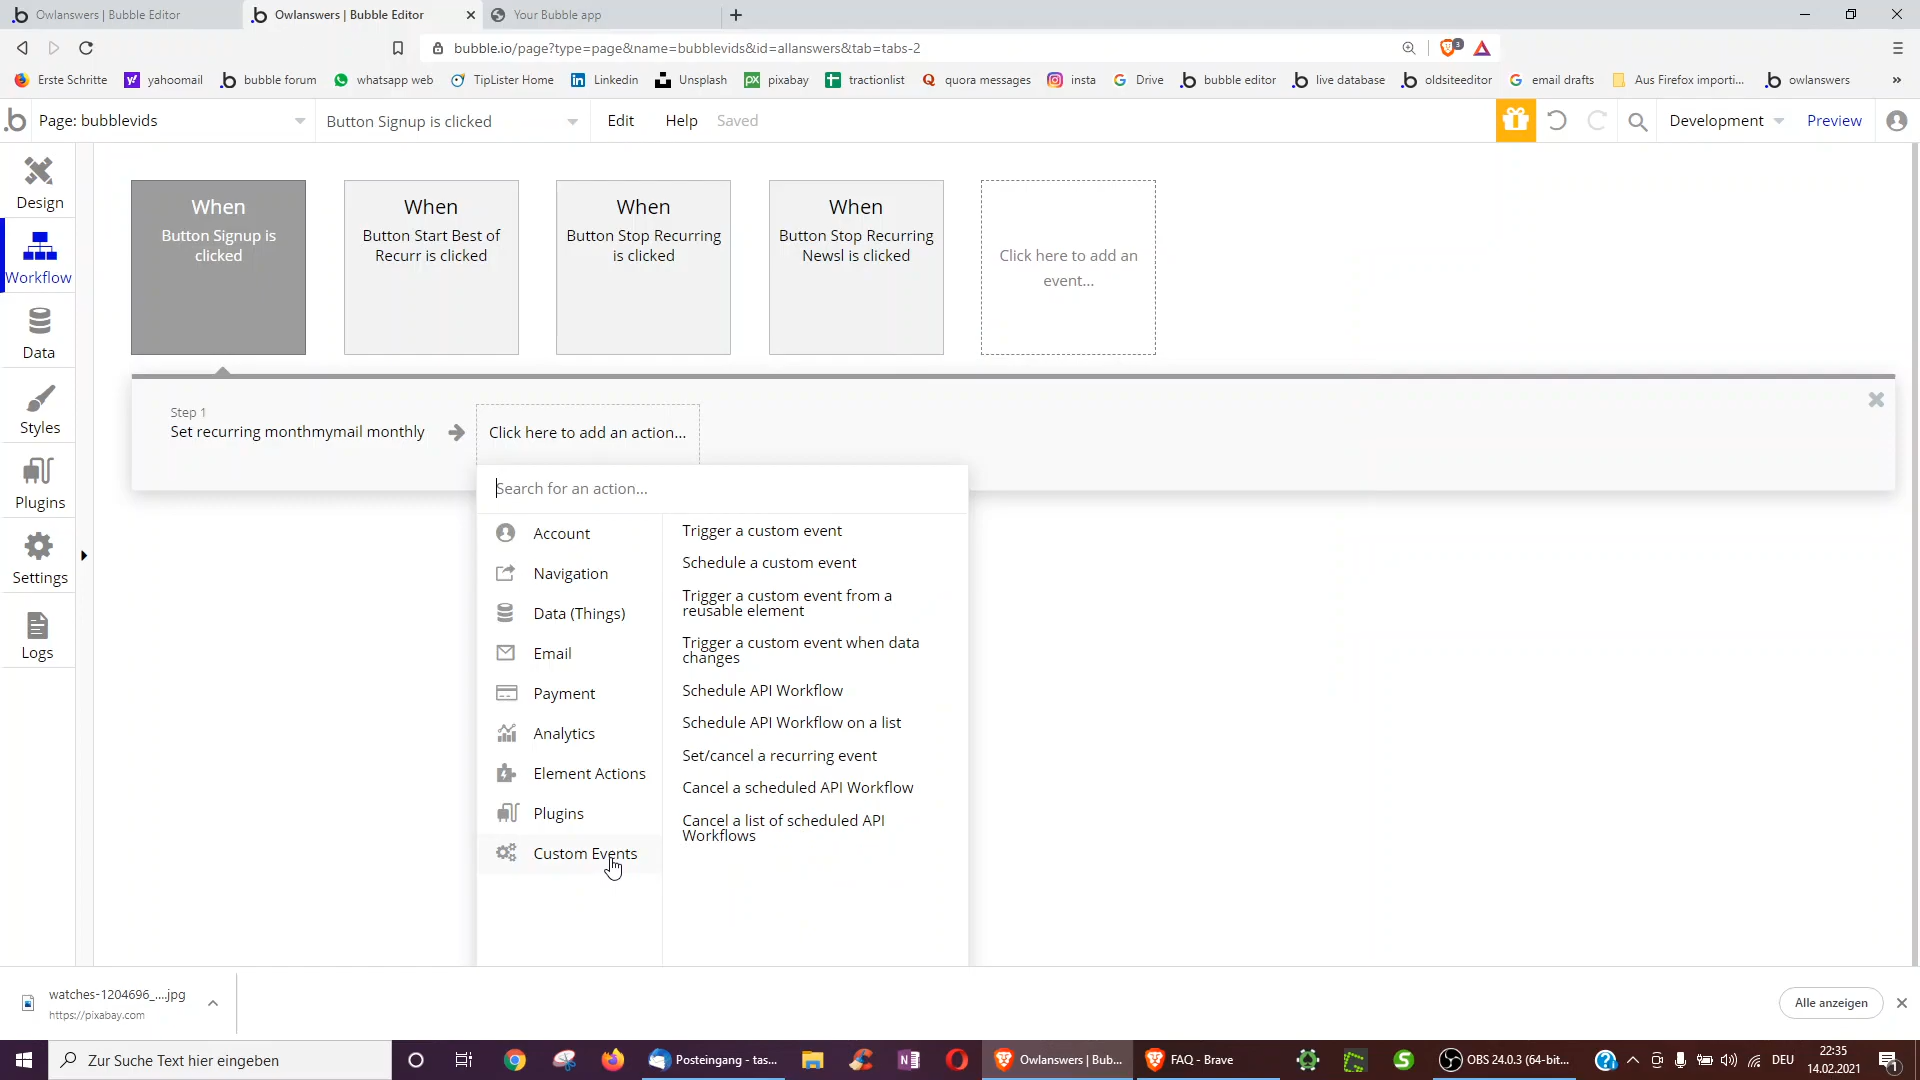 Owlanswers | Bubble Editor
Owlanswers | Bubble Editor
Your Bubble app
bubble.io/page?type=page&name=bubblevids&id=allanswers&tab=tabs-2
3
Erste Schritte
yahoomail
bubble forum
whatsapp web
TipLister Home
Linkedin
Unsplash
pixabay
tractionlist
quora messages
insta
Drive
bubble editor
live database
oldsiteeditor
email drafts
Aus Firefox importi...
owlanswers
Page: bubblevids
Button Signup is clicked
Edit
Help
Saved
Development
Preview
Design
Workflow
Data
Styles
Plugins
Settings
Logs
When
Button Signup is
clicked
When
Button Start Best of
Recurr is clicked
When
Button Stop Recurring
is clicked
When
Button Stop Recurring
Newsl is clicked
Click here to add an
event...
Step 1
Set recurring monthmymail monthly
Click here to add an action...
Search for an action...
Account
Navigation
Data (Things)
Email
Payment
Analytics
Element Actions
Plugins
Custom Events
Trigger a custom event
Schedule a custom event
Trigger a custom event from a
reusable element
Trigger a custom event when data
changes
Schedule API Workflow
Schedule API Workflow on a list
Set/cancel a recurring event
Cancel a scheduled API Workflow
Cancel a list of scheduled API
Workflows
watches-1204696_....jpg
https://pixabay.com
Alle anzeigen
Zur Suche Text hier eingeben
Posteingang - tas...
Owlanswers | Bub...
FAQ - Brave
OBS 24.0.3 (64-bit...
DEU
22:35
14.02.2021
1